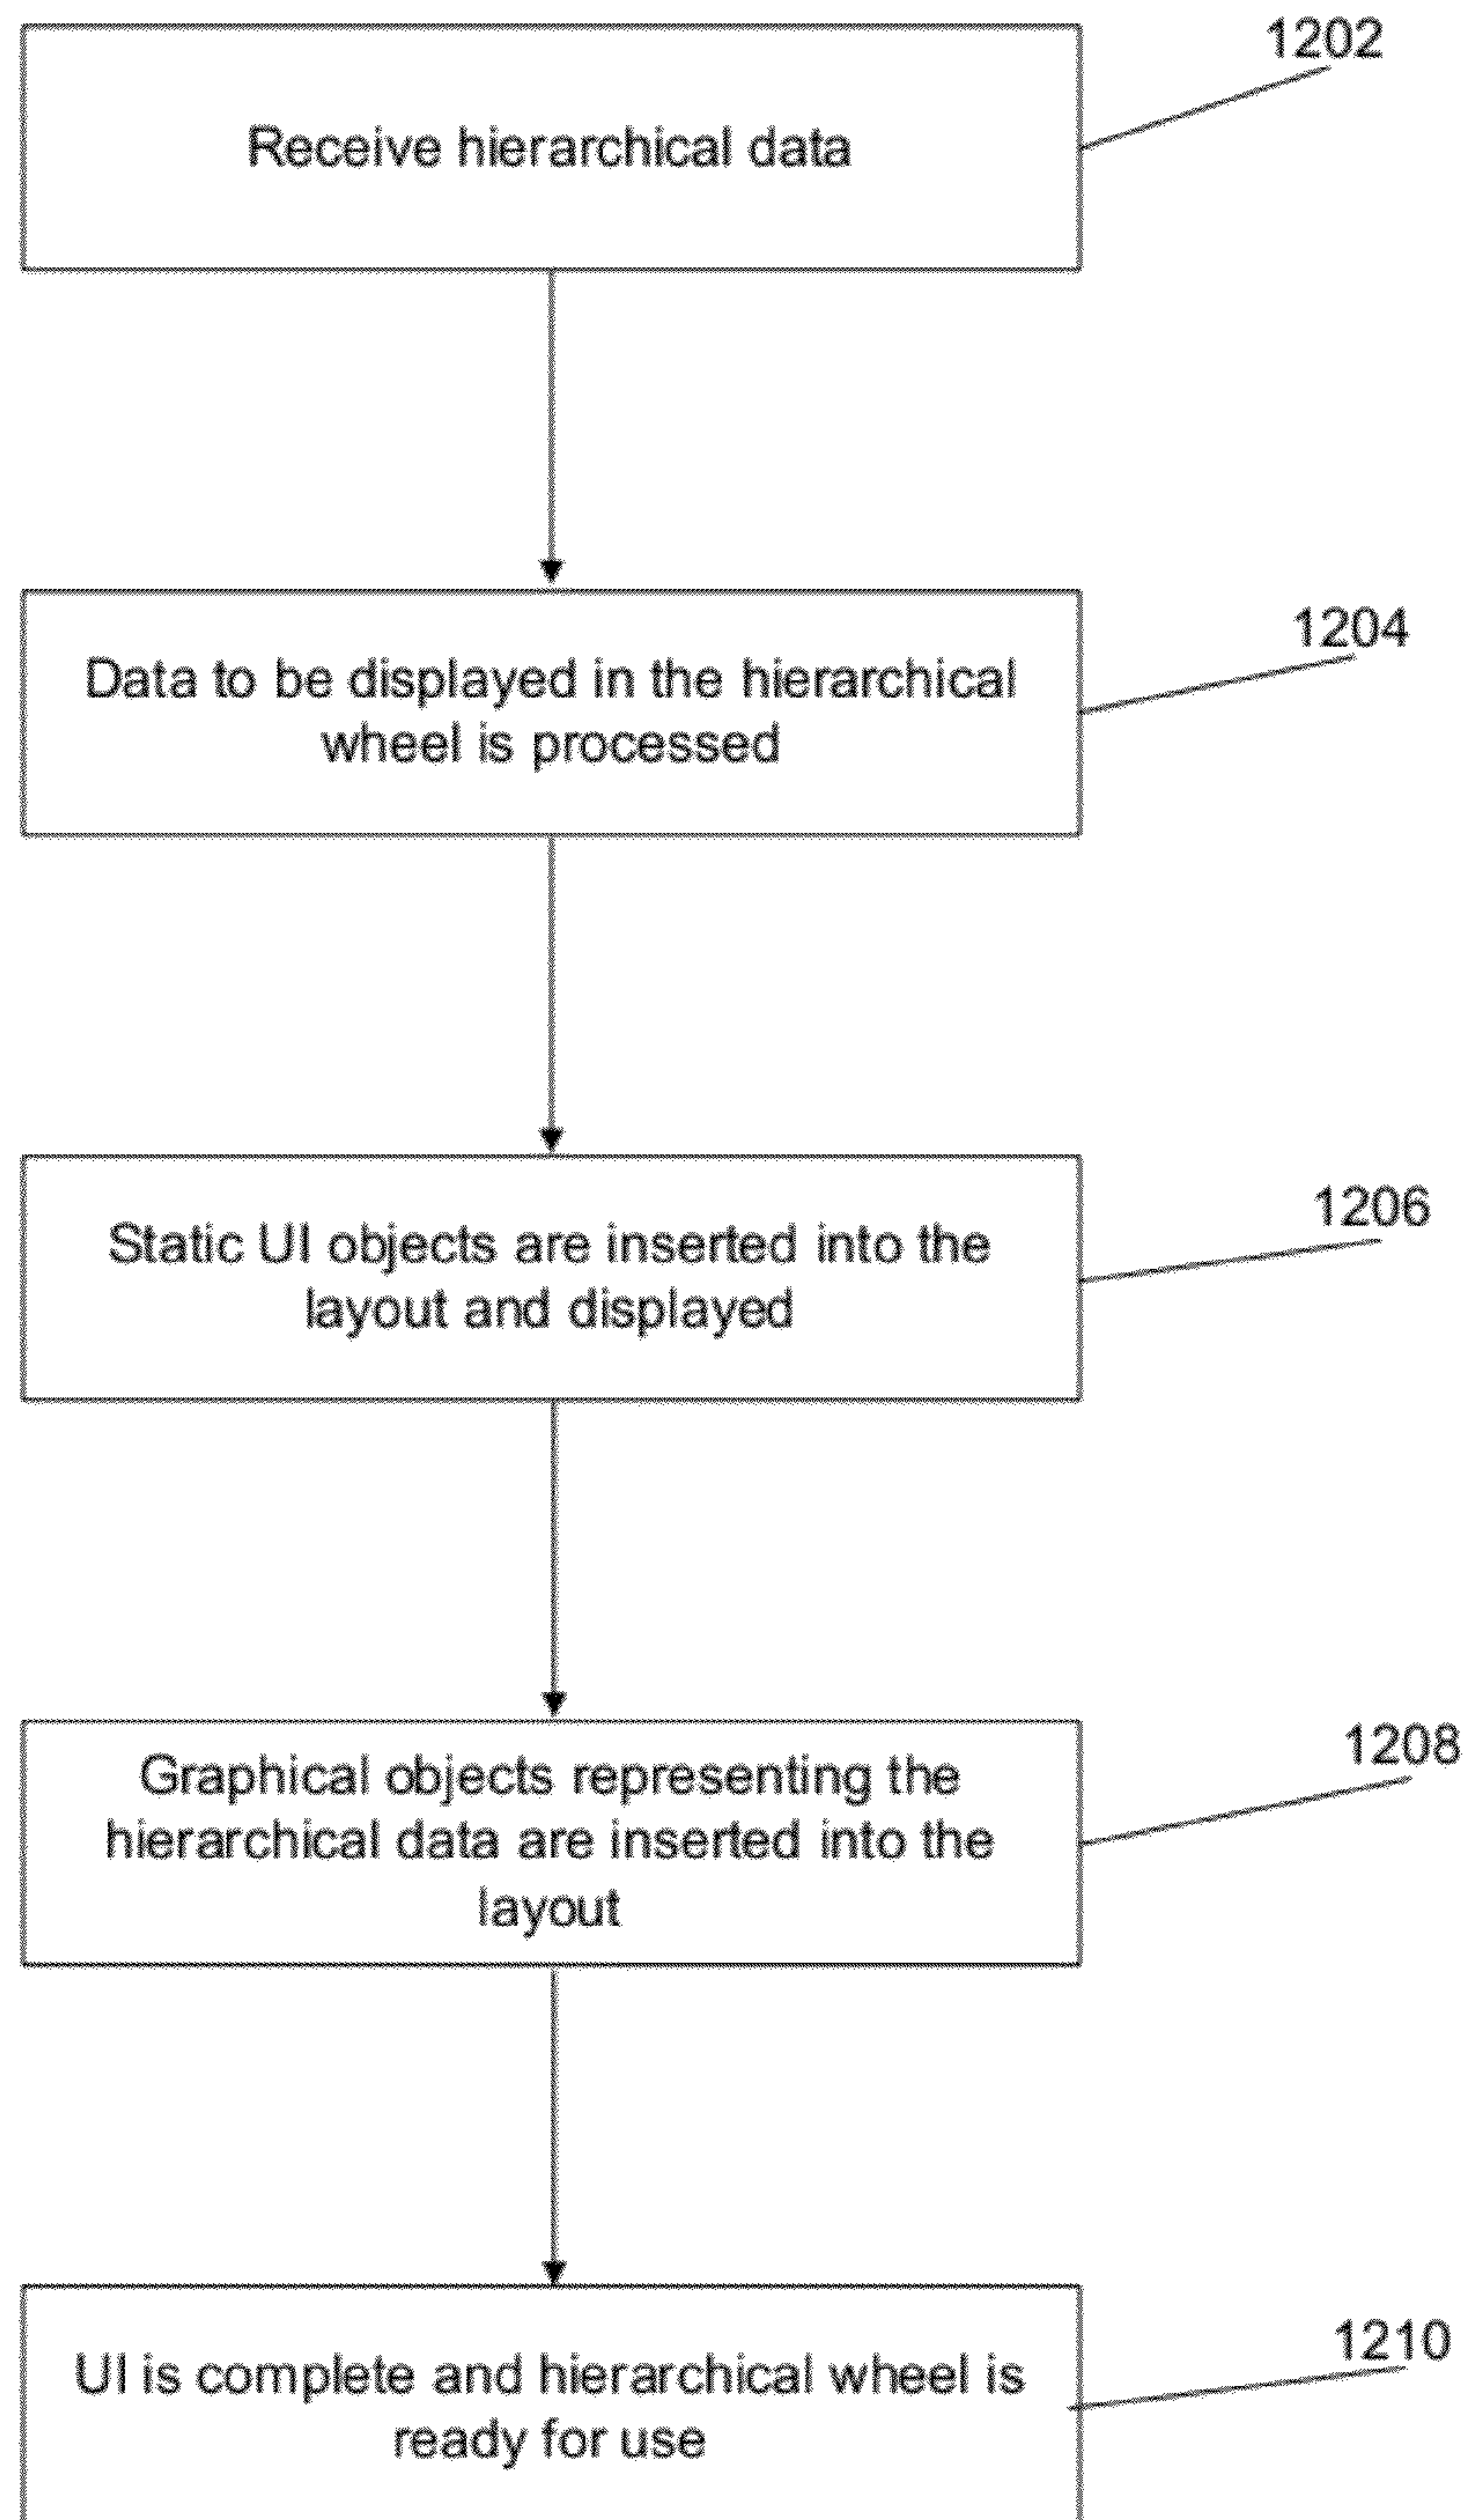 1202
Receive hierarchical data
1204
Data to be displayed in the hierarchical
wheel is processed
1206
Static UI objects are inserted into the
layout and displayed
1208
Graphical objects representing the
hierarchical data are inserted into the
layout
1210
UI is complete and hierarchical wheel is
ready for use